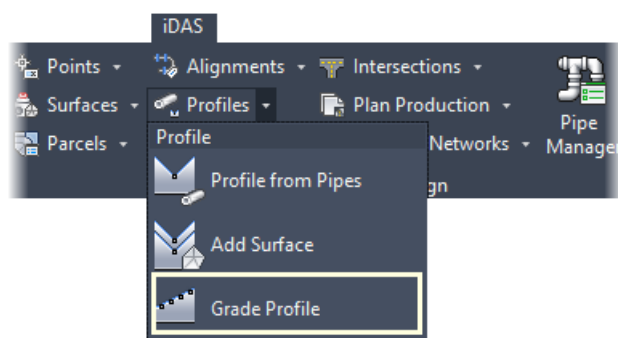 iDAS
Points Alignments Intersections
Surfaces Profiles Plan Production
Parcels Networks
Pipe
Manage
Profile
Profile from Pipes
gn
Add Surface
Grade Profile